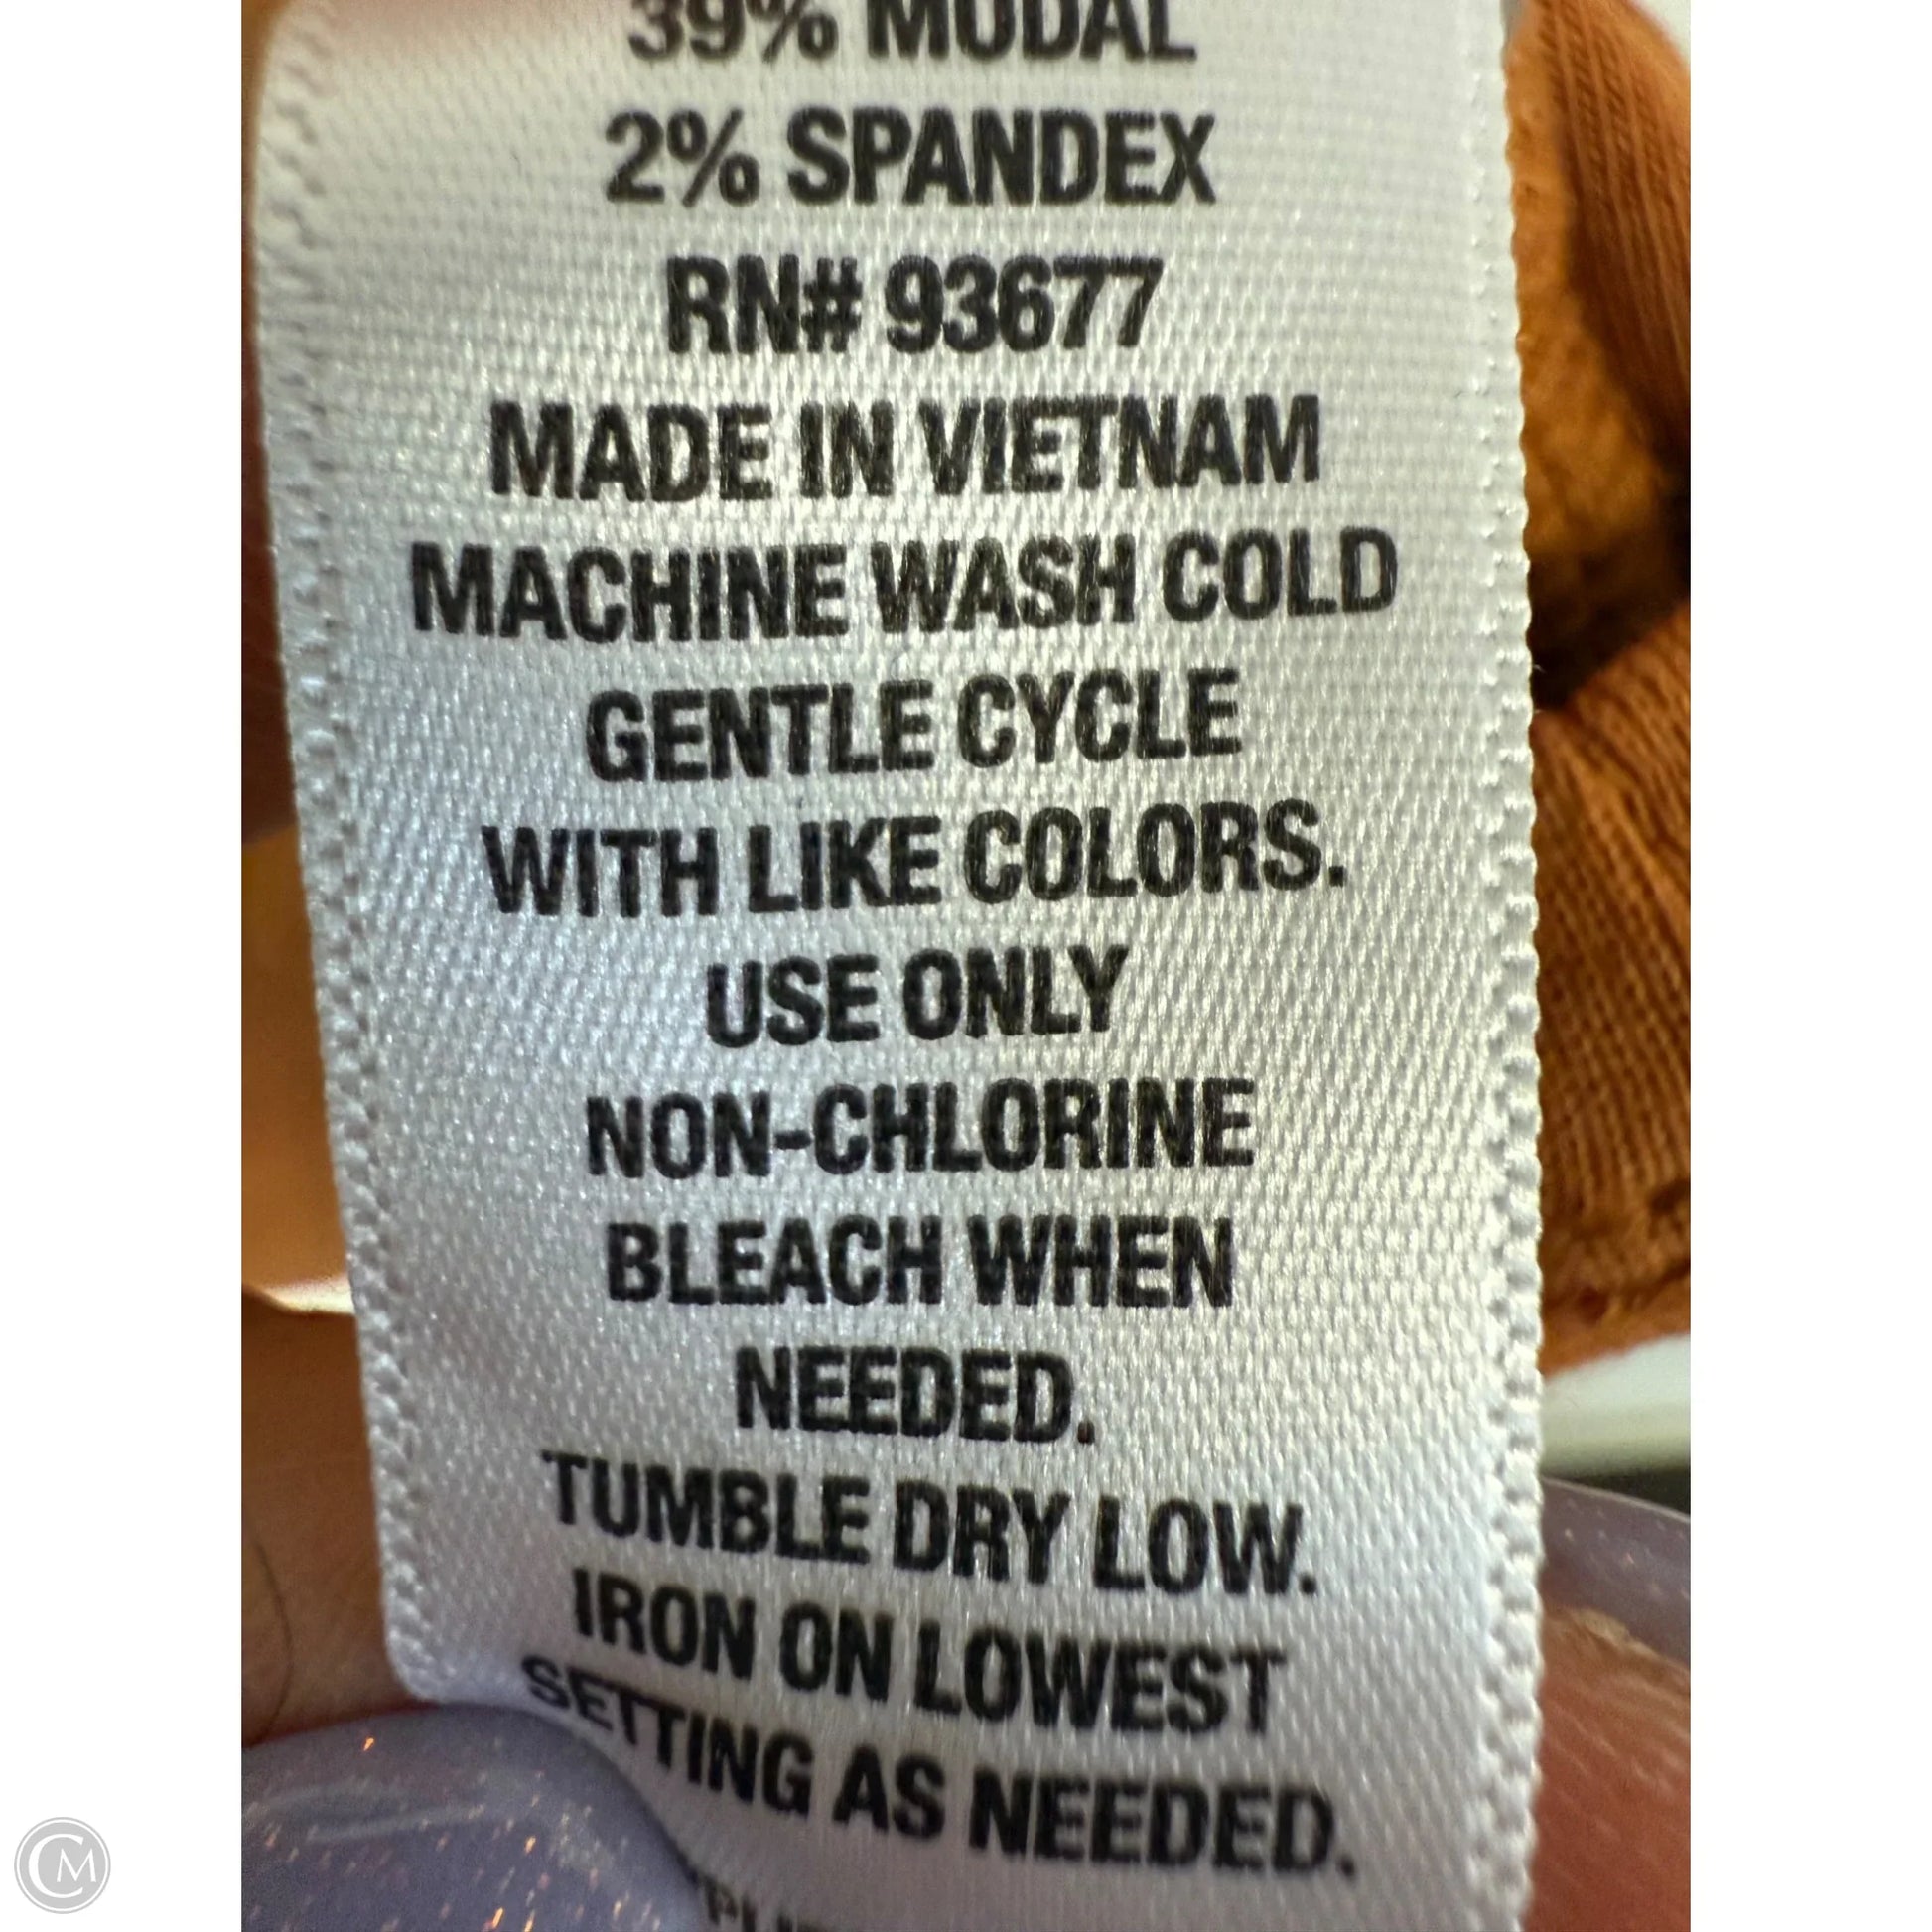 39% MODAL
2% SPANDEX
RN# 93677
MADE IN VIETNAM
MACHINE WASH COLD
GENTLE CYCLE
WITH LIKE COLORS.
USE ONLY
NON-CHLORINE
BLEACH WHEN
NEEDED.
TUMBLE DRY LOW.
IRON ON LOWEST
SETTING AS NEEDED.
CM